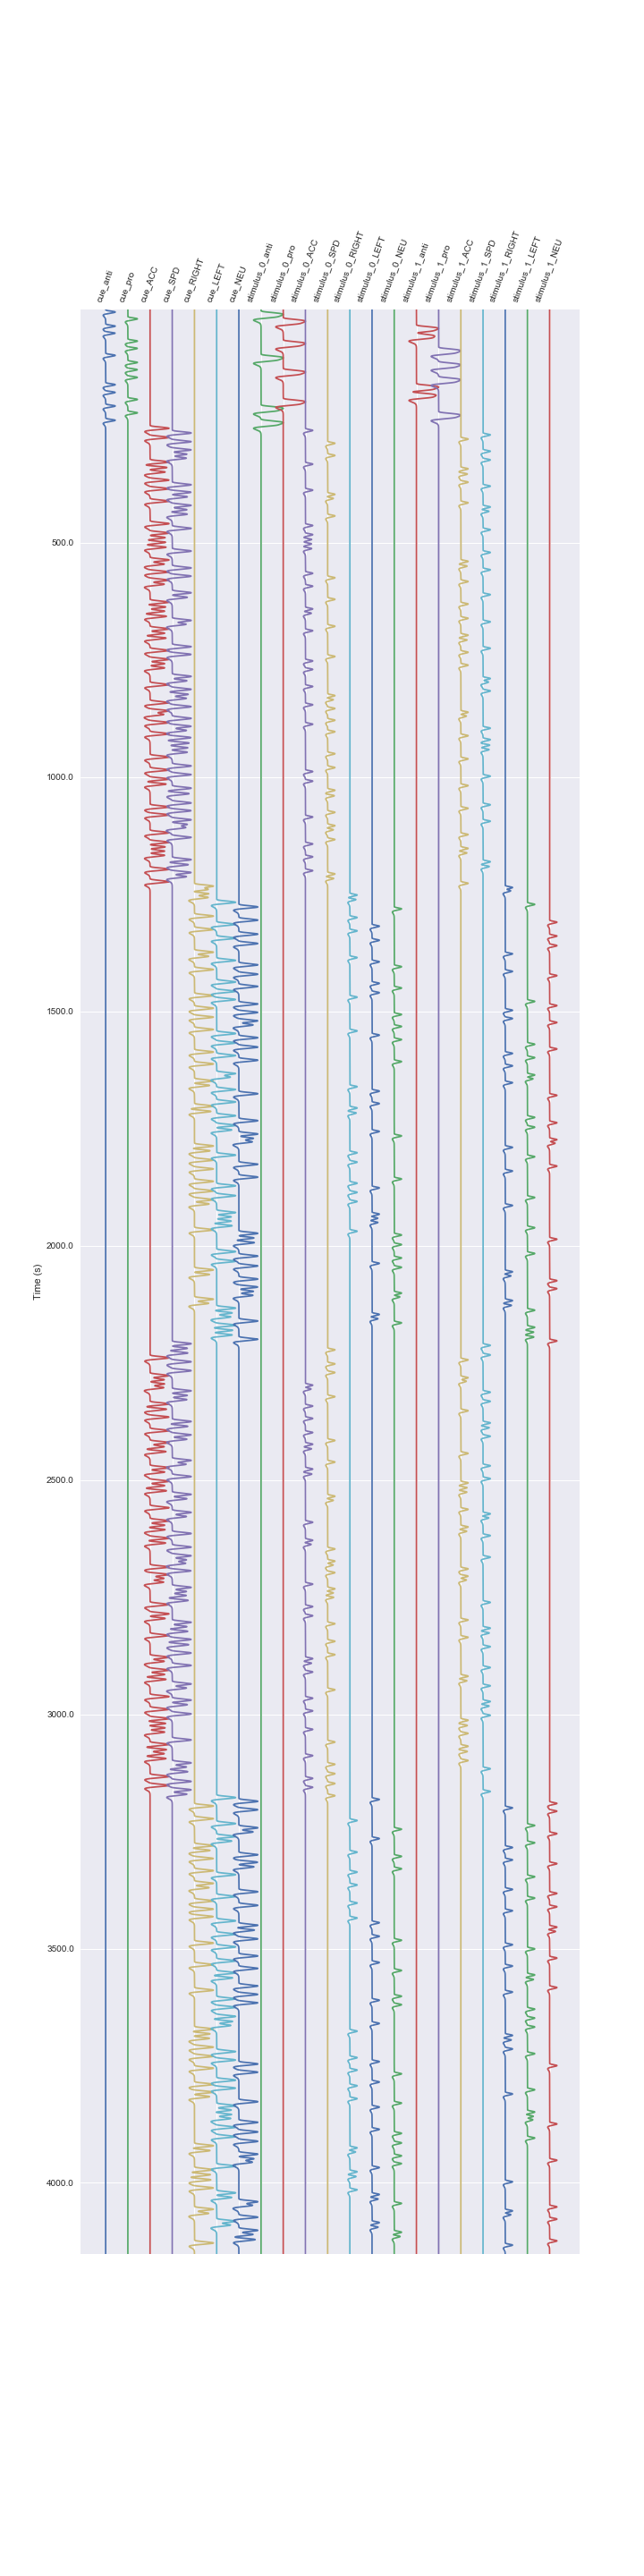 cue_anti
cue_pro
cue_ACC
cue_SPD
cue_RIGHT
cue_LEFT
cue_NEU
stimulus_0_anti
stimulus_0_pro
stimulus_0_ACC
stimulus_0_SPD
stimulus_0_RIGHT
stimulus_0_LEFT
stimulus_0_NEU
stimulus_1_anti
stimulus_1_pro
stimulus_1_ACC
stimulus_1_SPD
stimulus_1_RIGHT
stimulus_1_LEFT
stimulus_1_NEU
500.0
1000.0
1500.0
2000.0
Time (s)
2500.0
3000.0
3500.0
4000.0